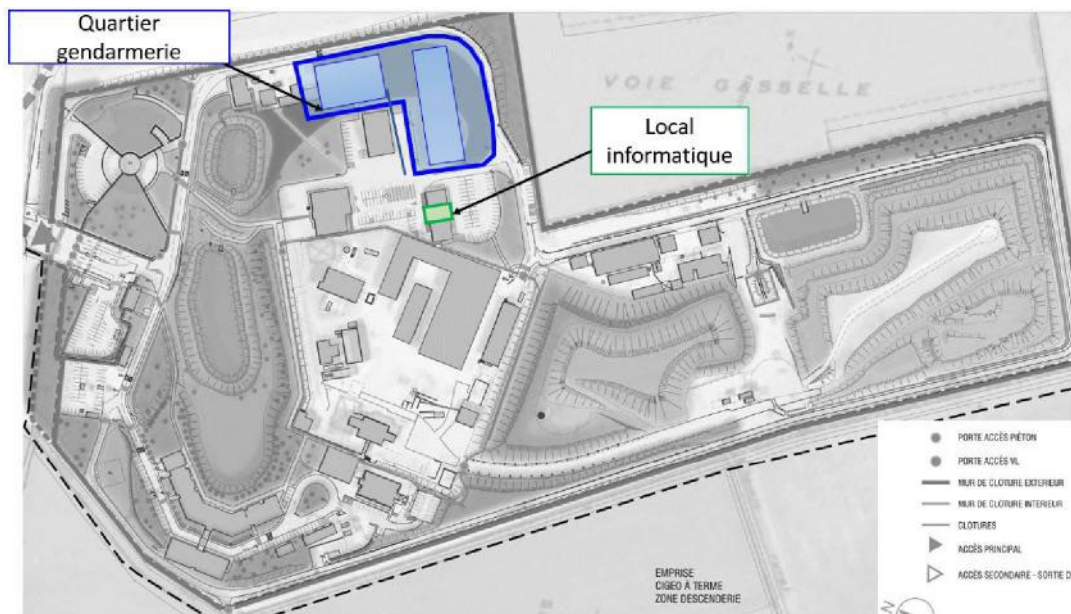 Quartier
gendarmerie
VOIE GASSELLE
Local
informatique
PORTE ACCÈS PIÉTON
PORTE ACCÈS VL
MUR DE CLOTURE EXTERIEUR
MUR DE CLOTURE INTERIEUR
CLOTURES
ACCÈS PRINCIPAL
ACCÈS SECONDAIRE - SORTIE D
EMPRISE
CIGEO À TERME
ZONE DESCENDERIE
N